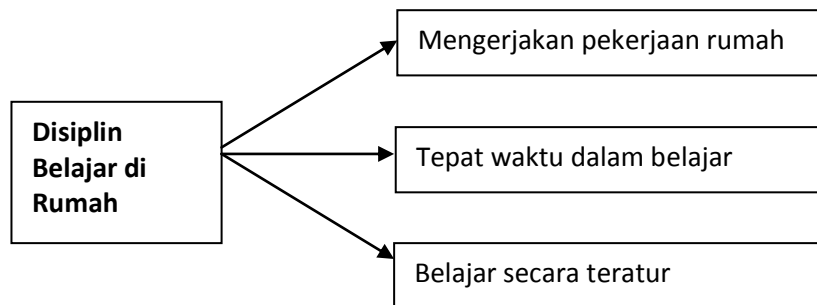 Mengerjakan pekerjaan rumah
Disiplin
Belajar di
Rumah
Tepat waktu dalam belajar
Belajar secara teratur